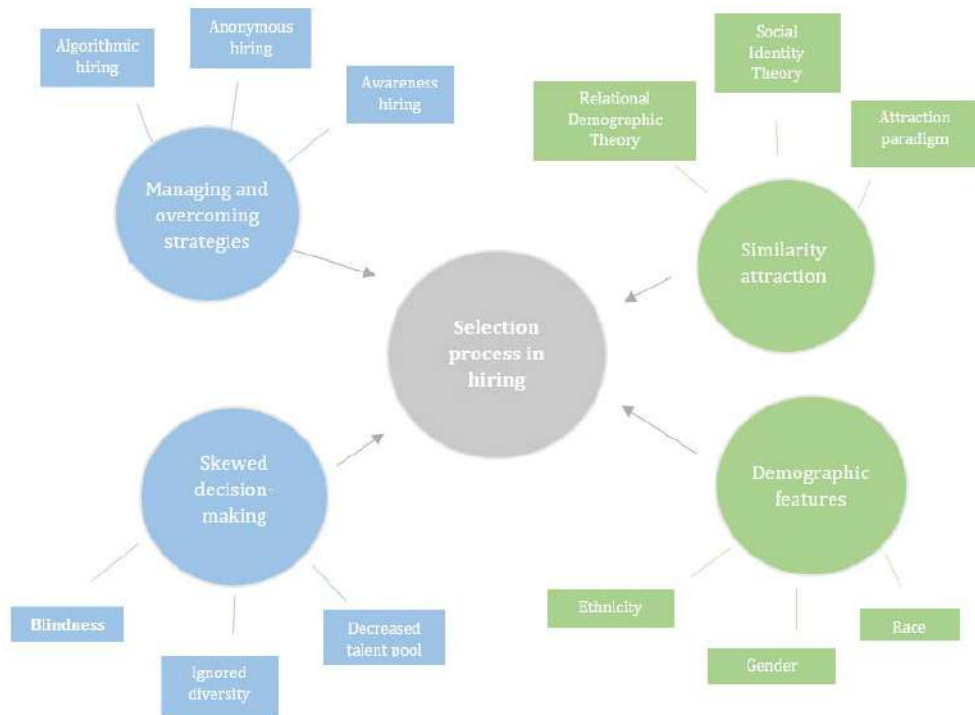 Algorithmic
hiring
Anonymous
hiring
Awareness
hiring
Managing and
overcoming
strategies
Social
Identity
Theory
Relational
Demographic
Theory
Attraction
paradigm
Similarity
attraction
Selection
process in
hiring
Skewed
decision-
making
Blindness
Ignored
diversity
Decreased
talent pool
Demographic
features
Ethnicity
Gender
Race